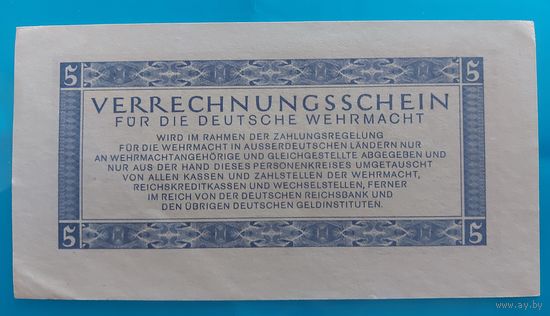 5 5
VERRECHNUNGSSCHEIN
FÜR DIE DEUTSCHE WEHRMACHT
WIRD IM RAHMEN DER ZAHLUNGSREGELUNG
FÜR DIE WEHRMACHT IN AUSSERDEUTSCHEN LÄNDERN NUR
AN WEHRMACHTANGEHÖRIGE UND GLEICHGESTELLTE ABGEGEBEN UND
NUR AUS DER HAND DIESES PERSONENKREISES UMGETAUSCHT
VON ALLEN KASSEN UND ZAHLSTELLEN DER WEHRMACHT,
REICHSKREDITKASSEN UND WECHSELSTELLEN, FERNER
IM REICH VON DER DEUTSCHEN REICHSBANK UND
DEN ÜBRIGEN DEUTSCHEN GELDINSTITUTEN.
5 5
www.ay.by